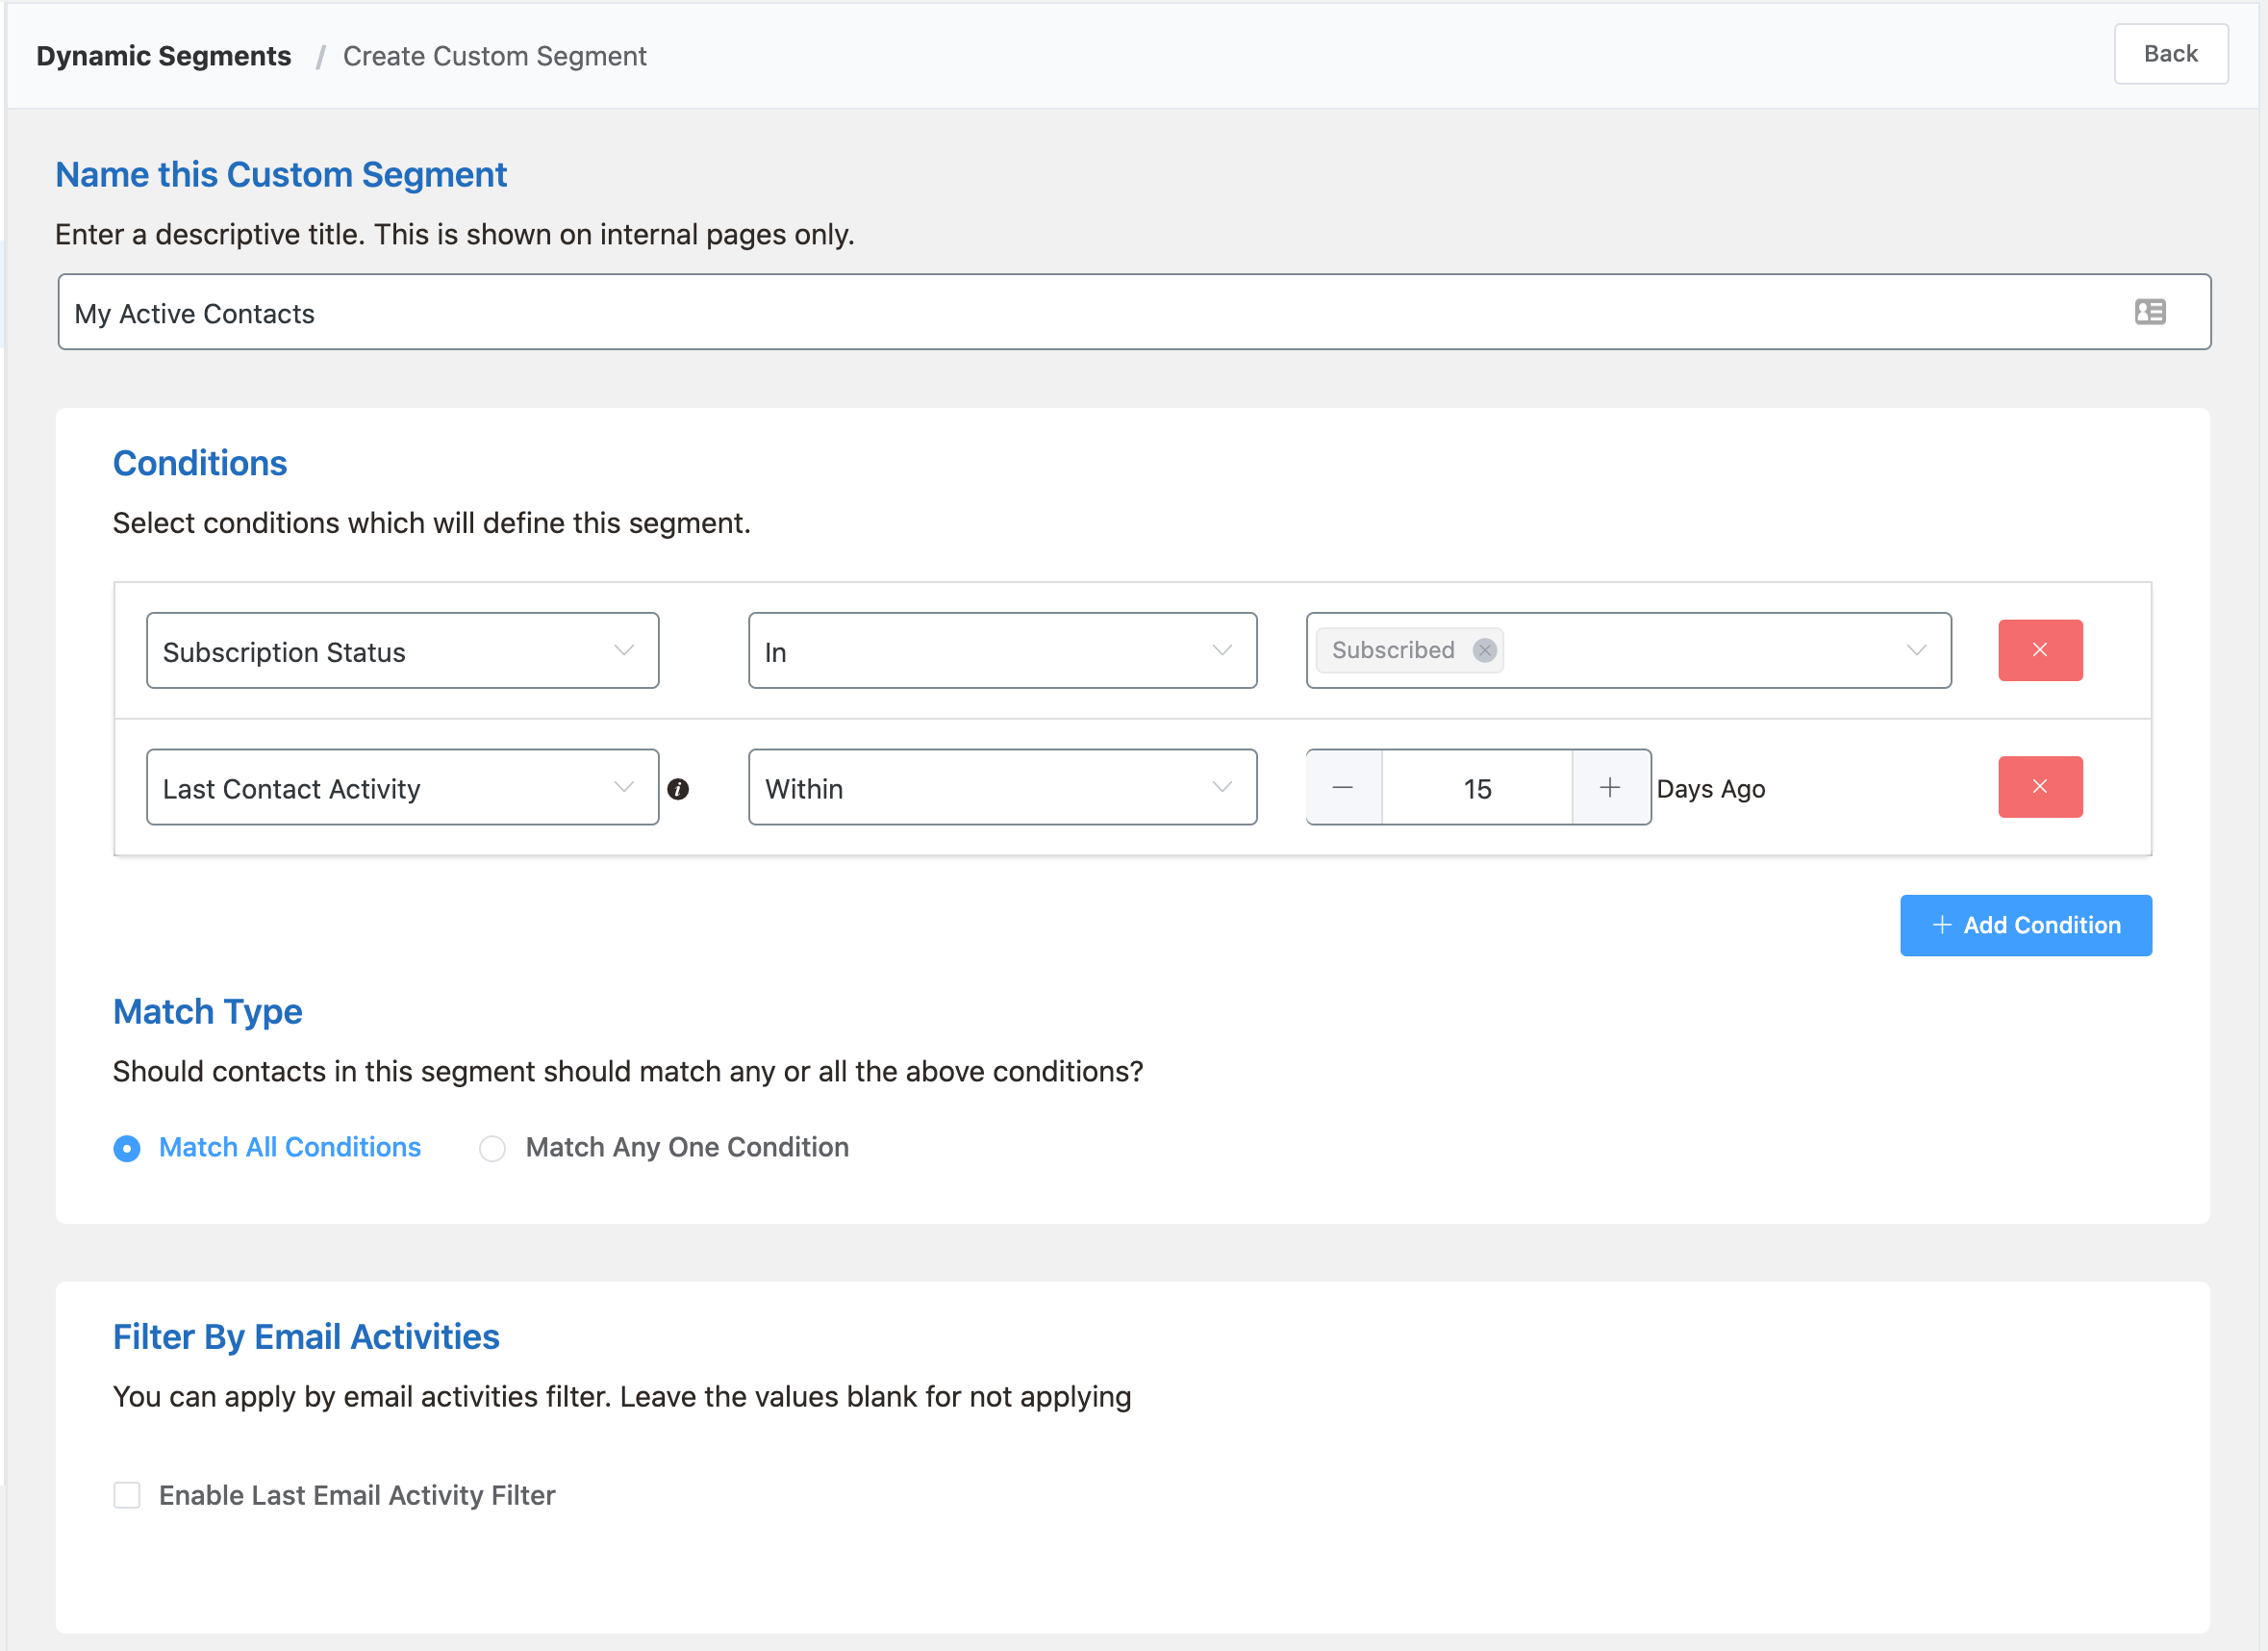 Dynamic Segments / Create Custom Segment
Back
Name this Custom Segment
Enter a descriptive title. This is shown on internal pages only.
My Active Contacts
Conditions
Select conditions which will define this segment.
Subscription Status In Subscribed
Last Contact Activity Within 15 Days Ago
Add Condition
Match Type
Should contacts in this segment should match any or all the above conditions?
Match All Conditions Match Any One Condition
Filter By Email Activities
You can apply by email activities filter. Leave the values blank for not applying
Enable Last Email Activity Filter